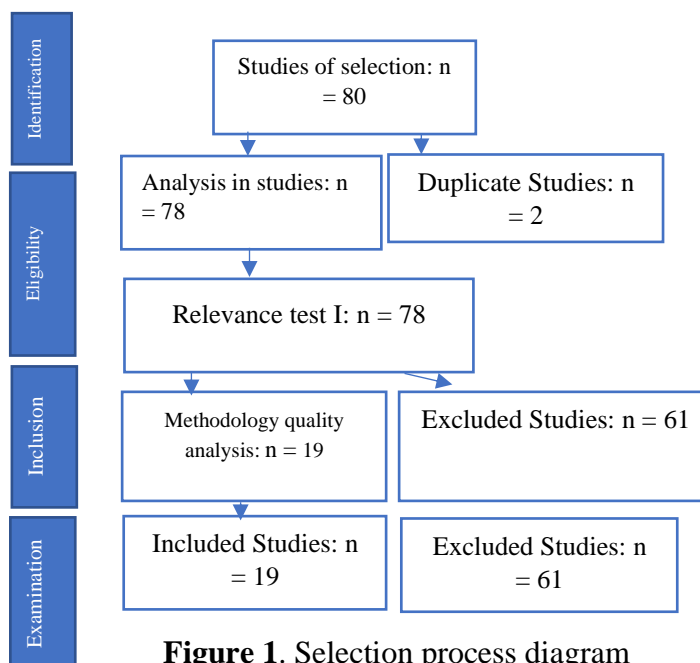 Identification
Studies of selection: n
= 80
Eligibility
Analysis in studies: n
= 78
Duplicate Studies: n
= 2
Relevance test I: n = 78
Inclusion
Methodology quality
analysis: n = 19
Excluded Studies: n = 61
Examination
Included Studies: n
= 19
Excluded Studies: n
= 61
Figure 1. Selection process diagram